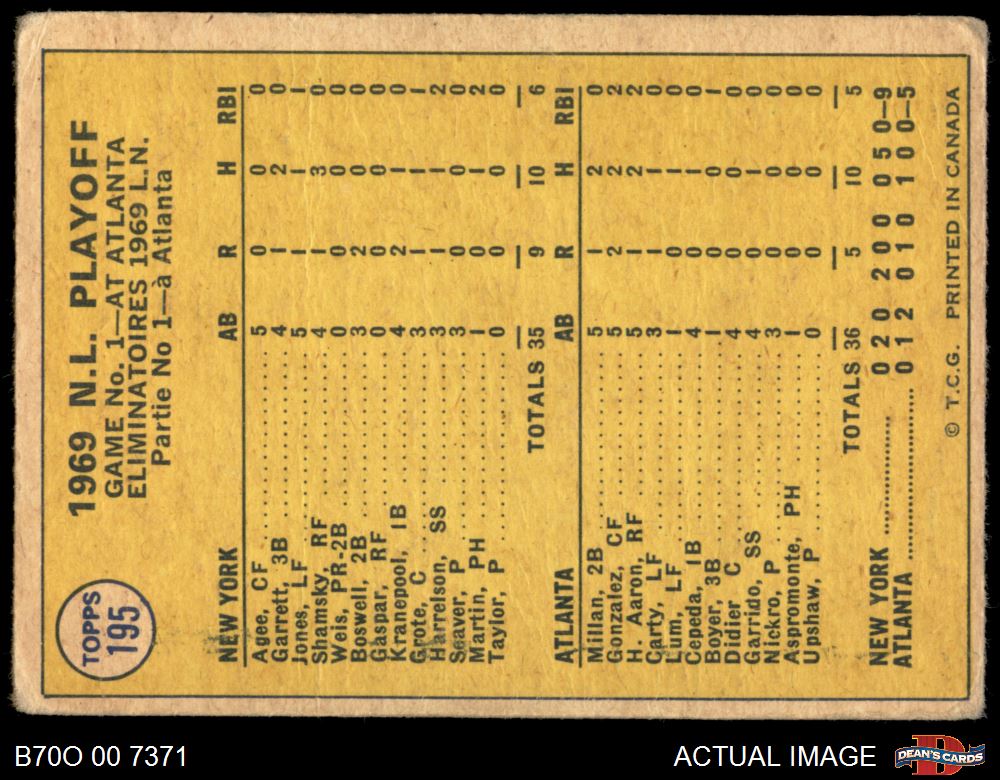 TOPPS
195
1969 N.L. PLAYOFF
GAME No. 1—AT ATLANTA
ELIMINATOIRES 1969 L.N.
Partie No 1—a Atlanta
NEW YORK AB R H RBI
Agee, CF 5 0 0 0
Garrett, 3B 4 1 2 0
Jones, LF 5 1 1 1
Shamsky, RF 4 1 3 0
Weis, PR-2B 0 0 0 0
Boswell, 2B 3 2 0 0
Gaspar, RF 0 0 0 0
Kranepool, 1B 4 2 1 0
Grote, C 3 1 1 1
Harrelson, SS 3 1 1 2
Seaver, P 3 0 0 0
Martin, PH 1 0 1 2
Taylor, P 0 0 0 0
TOTALS 35 9 10 6
ATLANTA AB R H RBI
Millan, 2B 5 1 2 0
Gonzalez, CF 5 2 2 2
H. Aaron, RF 5 1 2 2
Carty, LF 3 1 1 0
Lum, LF 1 0 1 0
Cepeda, 1B 4 0 1 0
Boyer, 3B 1 0 0 1
Didier C 4 0 0 0
Garrido, SS 4 0 1 0
Nickro, P 3 0 0 0
Aspromonte, PH 1 0 0 0
Upshaw, P 0 0 0 0
TOTALS 36 5 10 5
NEW YORK 0 2 0 2 0 0 0 5 0—9
ATLANTA 0 1 2 0 1 0 1 0 0—5
© T.C.G. PRINTED IN CANADA
B70O 00 7371
ACTUAL IMAGE
DEAN'S CARDS